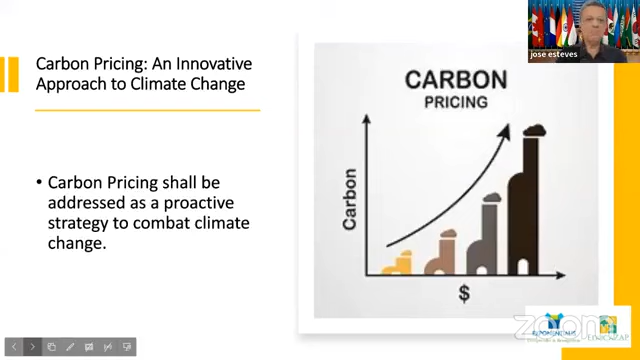 Carbon Pricing: An Innovative
Approach to Climate Change
• Carbon Pricing shall be
addressed as a proactive
strategy to combat climate
change.
CARBON
PRICING
Carbon
$
jose esteves
zoom